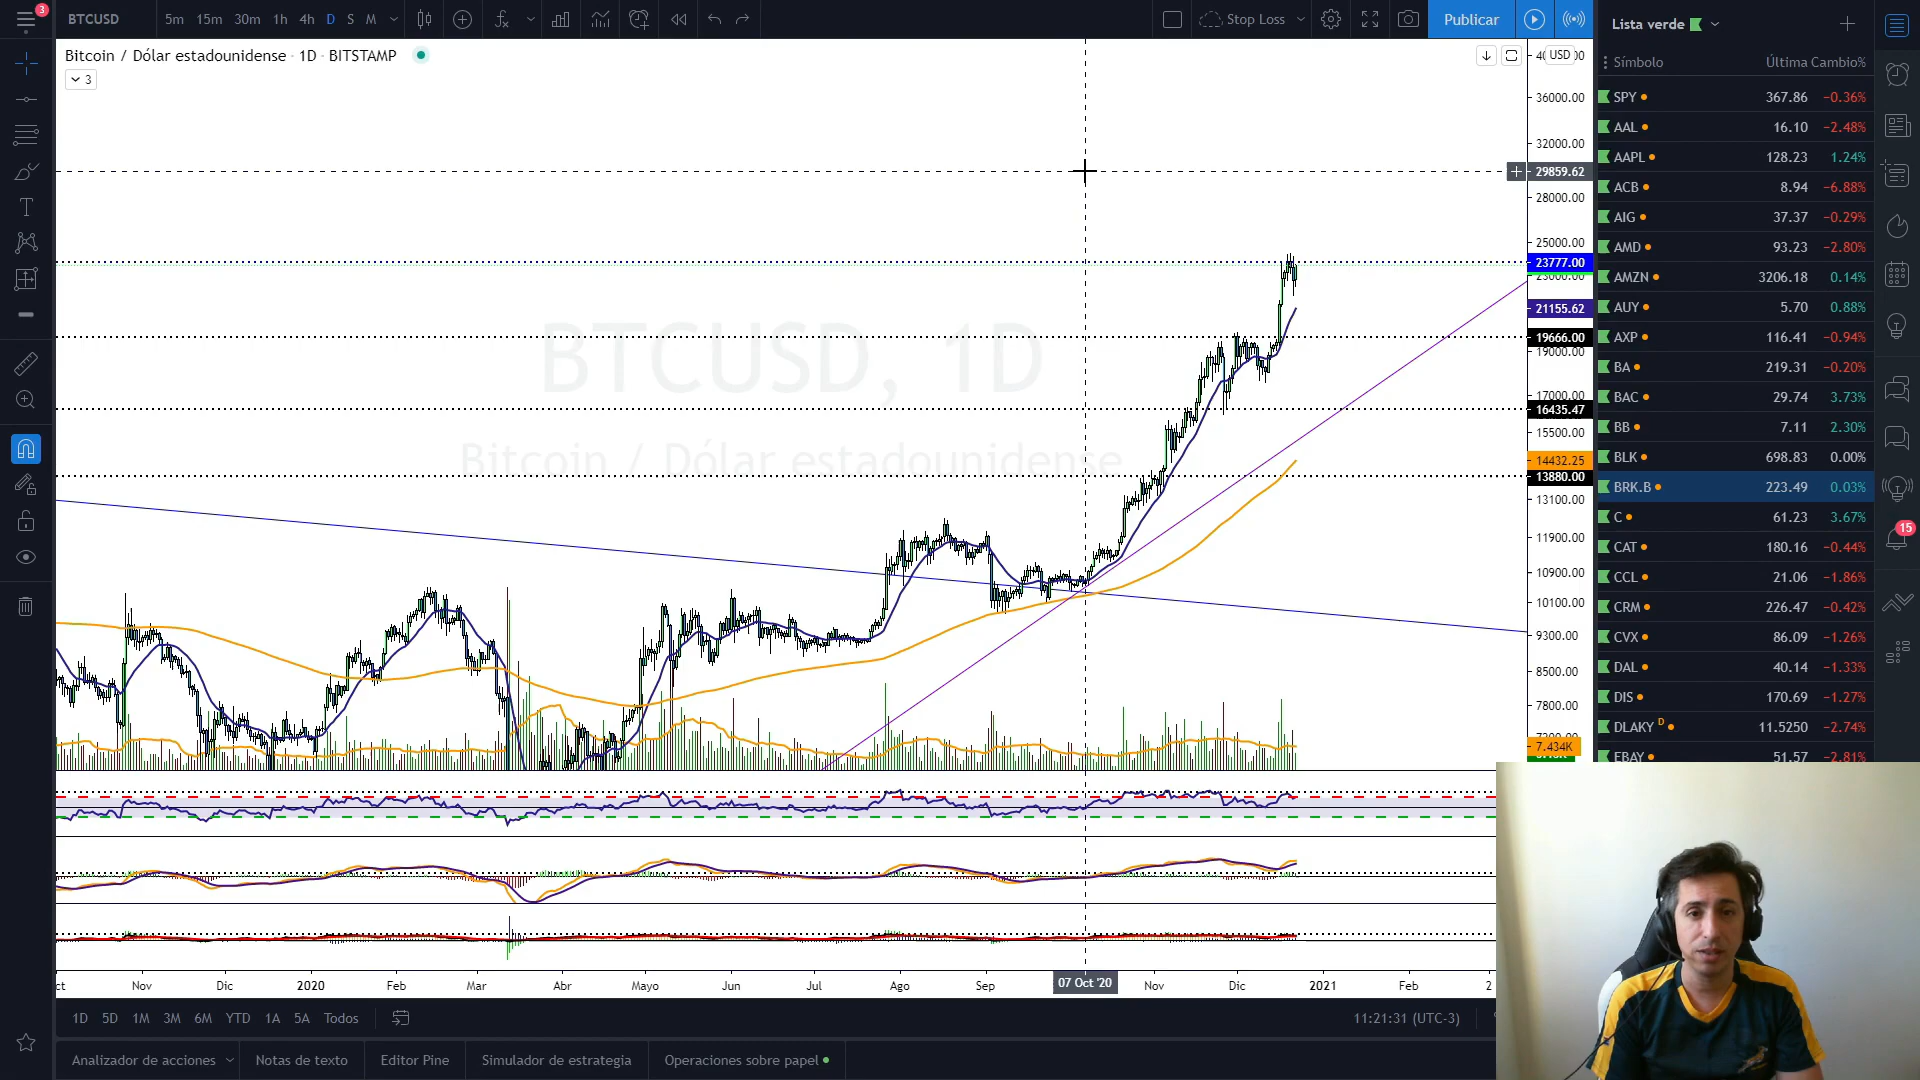 3
BTCUSD
5m 15m 30m 1h 4h D S M
Stop Loss
Publicar
Bitcoin / Dólar estadounidense · 1D · BITSTAMP
3
USD
36000.00
32000.00
29859.62
28000.00
25000.00
23777.00
21155.62
19666.00
19000.00
17000.00
16435.47
15500.00
14432.25
13880.00
13100.00
11900.00
10900.00
10100.00
9300.00
8500.00
7800.00
7.434K
BTCUSD, 1D
Bitcoin / Dólar estadounidense
Nov Dic 2020 Feb Mar Abr Mayo Jun Jul Ago Sep 07 Oct '20 Nov Dic 2021 Feb
1D 5D 1M 3M 6M YTD 1A 5A Todos
11:21:31 (UTC-3)
Analizador de acciones Notas de texto Editor Pine Simulador de estrategia Operaciones sobre papel
Lista verde
Símbolo Última Cambio%
SPY 367.86 −0.36%
AAL 16.10 −2.48%
AAPL 128.23 1.24%
ACB 8.94 −6.88%
AIG 37.37 −0.29%
AMD 93.23 −2.80%
AMZN 3206.18 0.14%
AUY 5.70 0.88%
AXP 116.41 −0.94%
BA 219.31 −0.20%
BAC 29.74 3.73%
BB 7.11 2.30%
BLK 698.83 0.00%
BRK.B 223.49 0.03%
C 61.23 3.67%
CAT 180.16 −0.44%
CCL 21.06 −1.86%
CRM 226.47 −0.42%
CVX 86.09 −1.26%
DAL 40.14 −1.33%
DIS 170.69 −1.27%
DLAKY D 11.5250 −2.74%
EBAY 51.57 −2.81%
15